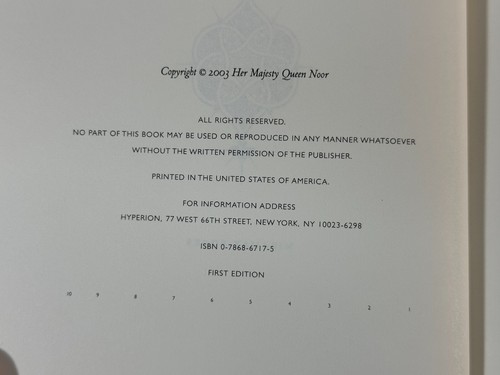 Copyright © 2003 Her Majesty Queen Noor
ALL RIGHTS RESERVED.
NO PART OF THIS BOOK MAY BE USED OR REPRODUCED IN ANY MANNER WHATSOEVER
WITHOUT THE WRITTEN PERMISSION OF THE PUBLISHER.
PRINTED IN THE UNITED STATES OF AMERICA.
FOR INFORMATION ADDRESS
HYPERION, 77 WEST 66TH STREET, NEW YORK, NY 10023-6298
ISBN 0-7868-6717-5
FIRST EDITION
10 9 8 7 6 5 4 3 2 1